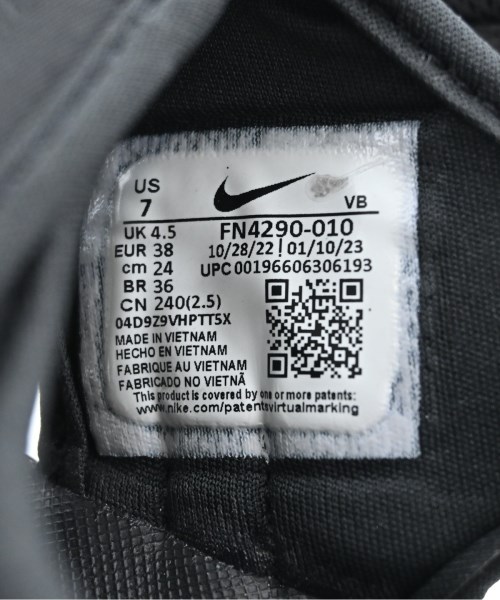 US
7
VB
UK 4.5
EUR 38
cm 24
BR 36
CN 240(2.5)
FN4290-010
10/28/22 | 01/10/23
UPC 00196606306193
04D9Z9VHPTT5X
MADE IN VIETNAM
HECHO EN VIETNAM
FABRIQUE AU VIETNAM
FABRICADO NO VIETNÃ
This product is covered by one or more patents:
www.nike.com/patentsvirtualmarking